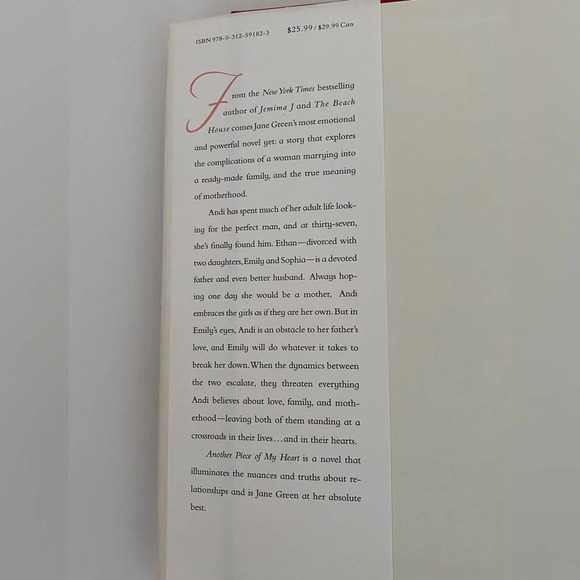 ISBN 978-0-312-59182-3 $25.99 / $29.99 Can
From the New York Times bestselling
author of Jemima J and The Beach
House comes Jane Green's most emotional
and powerful novel yet: a story that explores
the complications of a woman marrying into
a ready-made family, and the true meaning
of motherhood.
Andi has spent much of her adult life look-
ing for the perfect man, and at thirty-seven,
she's finally found him. Ethan—divorced with
two daughters, Emily and Sophia—is a devoted
father and even better husband. Always hop-
ing one day she would be a mother, Andi
embraces the girls as if they are her own. But in
Emily's eyes, Andi is an obstacle to her father's
love, and Emily will do whatever it takes to
break her down. When the dynamics between
the two escalate, they threaten everything
Andi believes about love, family, and moth-
erhood—leaving both of them standing at a
crossroads in their lives...and in their hearts.
Another Piece of My Heart is a novel that
illuminates the nuances and truths about re-
lationships and is Jane Green at her absolute
best.